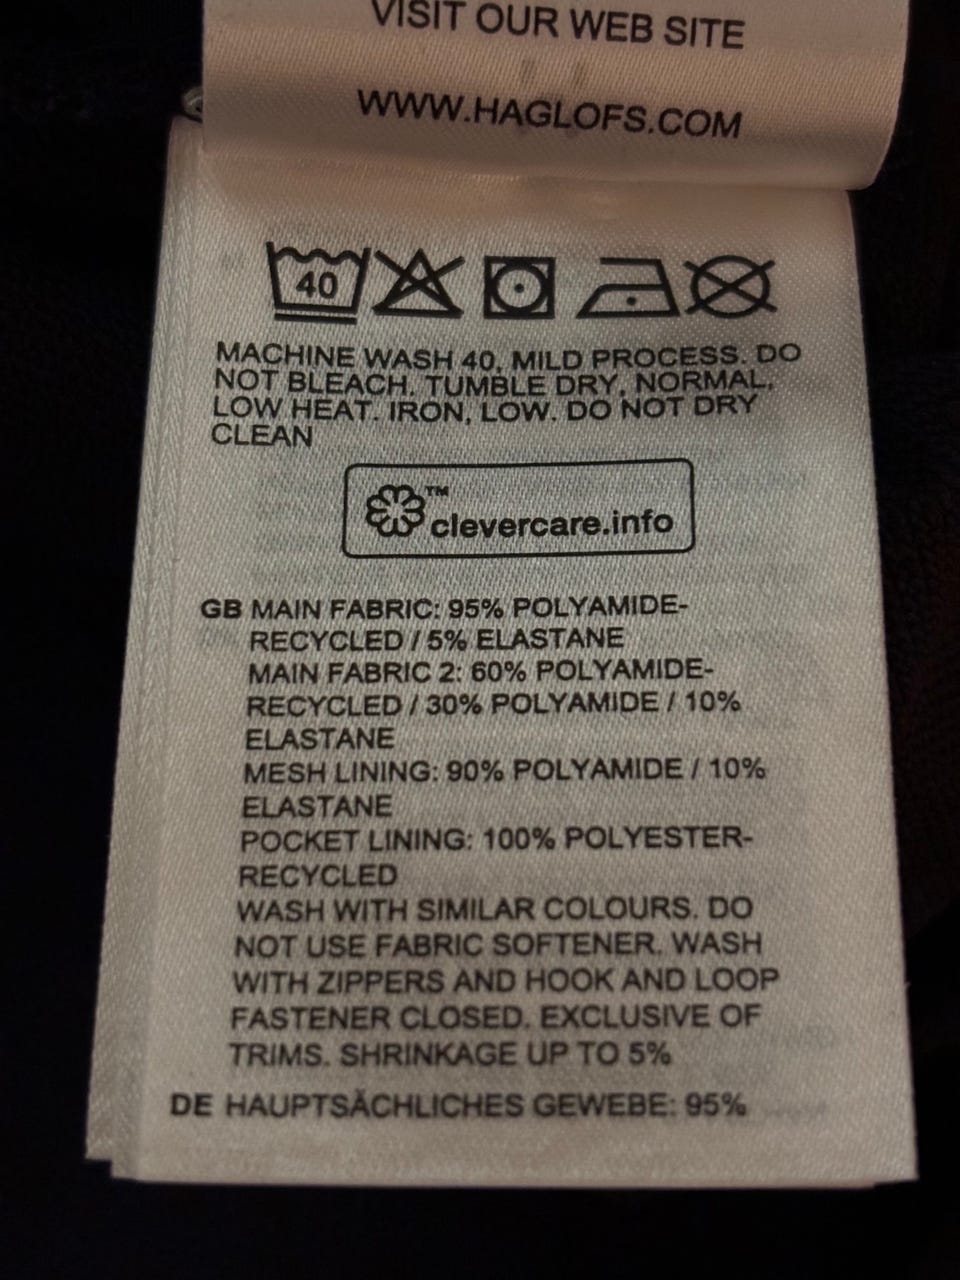 VISIT OUR WEB SITE
WWW.HAGLOFS.COM
40
MACHINE WASH 40, MILD PROCESS. DO
NOT BLEACH. TUMBLE DRY, NORMAL,
LOW HEAT. IRON, LOW. DO NOT DRY
CLEAN
™
clevercare.info
GB MAIN FABRIC: 95% POLYAMIDE-
RECYCLED / 5% ELASTANE
MAIN FABRIC 2: 60% POLYAMIDE-
RECYCLED / 30% POLYAMIDE / 10%
ELASTANE
MESH LINING: 90% POLYAMIDE / 10%
ELASTANE
POCKET LINING: 100% POLYESTER-
RECYCLED
WASH WITH SIMILAR COLOURS. DO
NOT USE FABRIC SOFTENER. WASH
WITH ZIPPERS AND HOOK AND LOOP
FASTENER CLOSED. EXCLUSIVE OF
TRIMS. SHRINKAGE UP TO 5%
DE HAUPTSÄCHLICHES GEWEBE: 95%